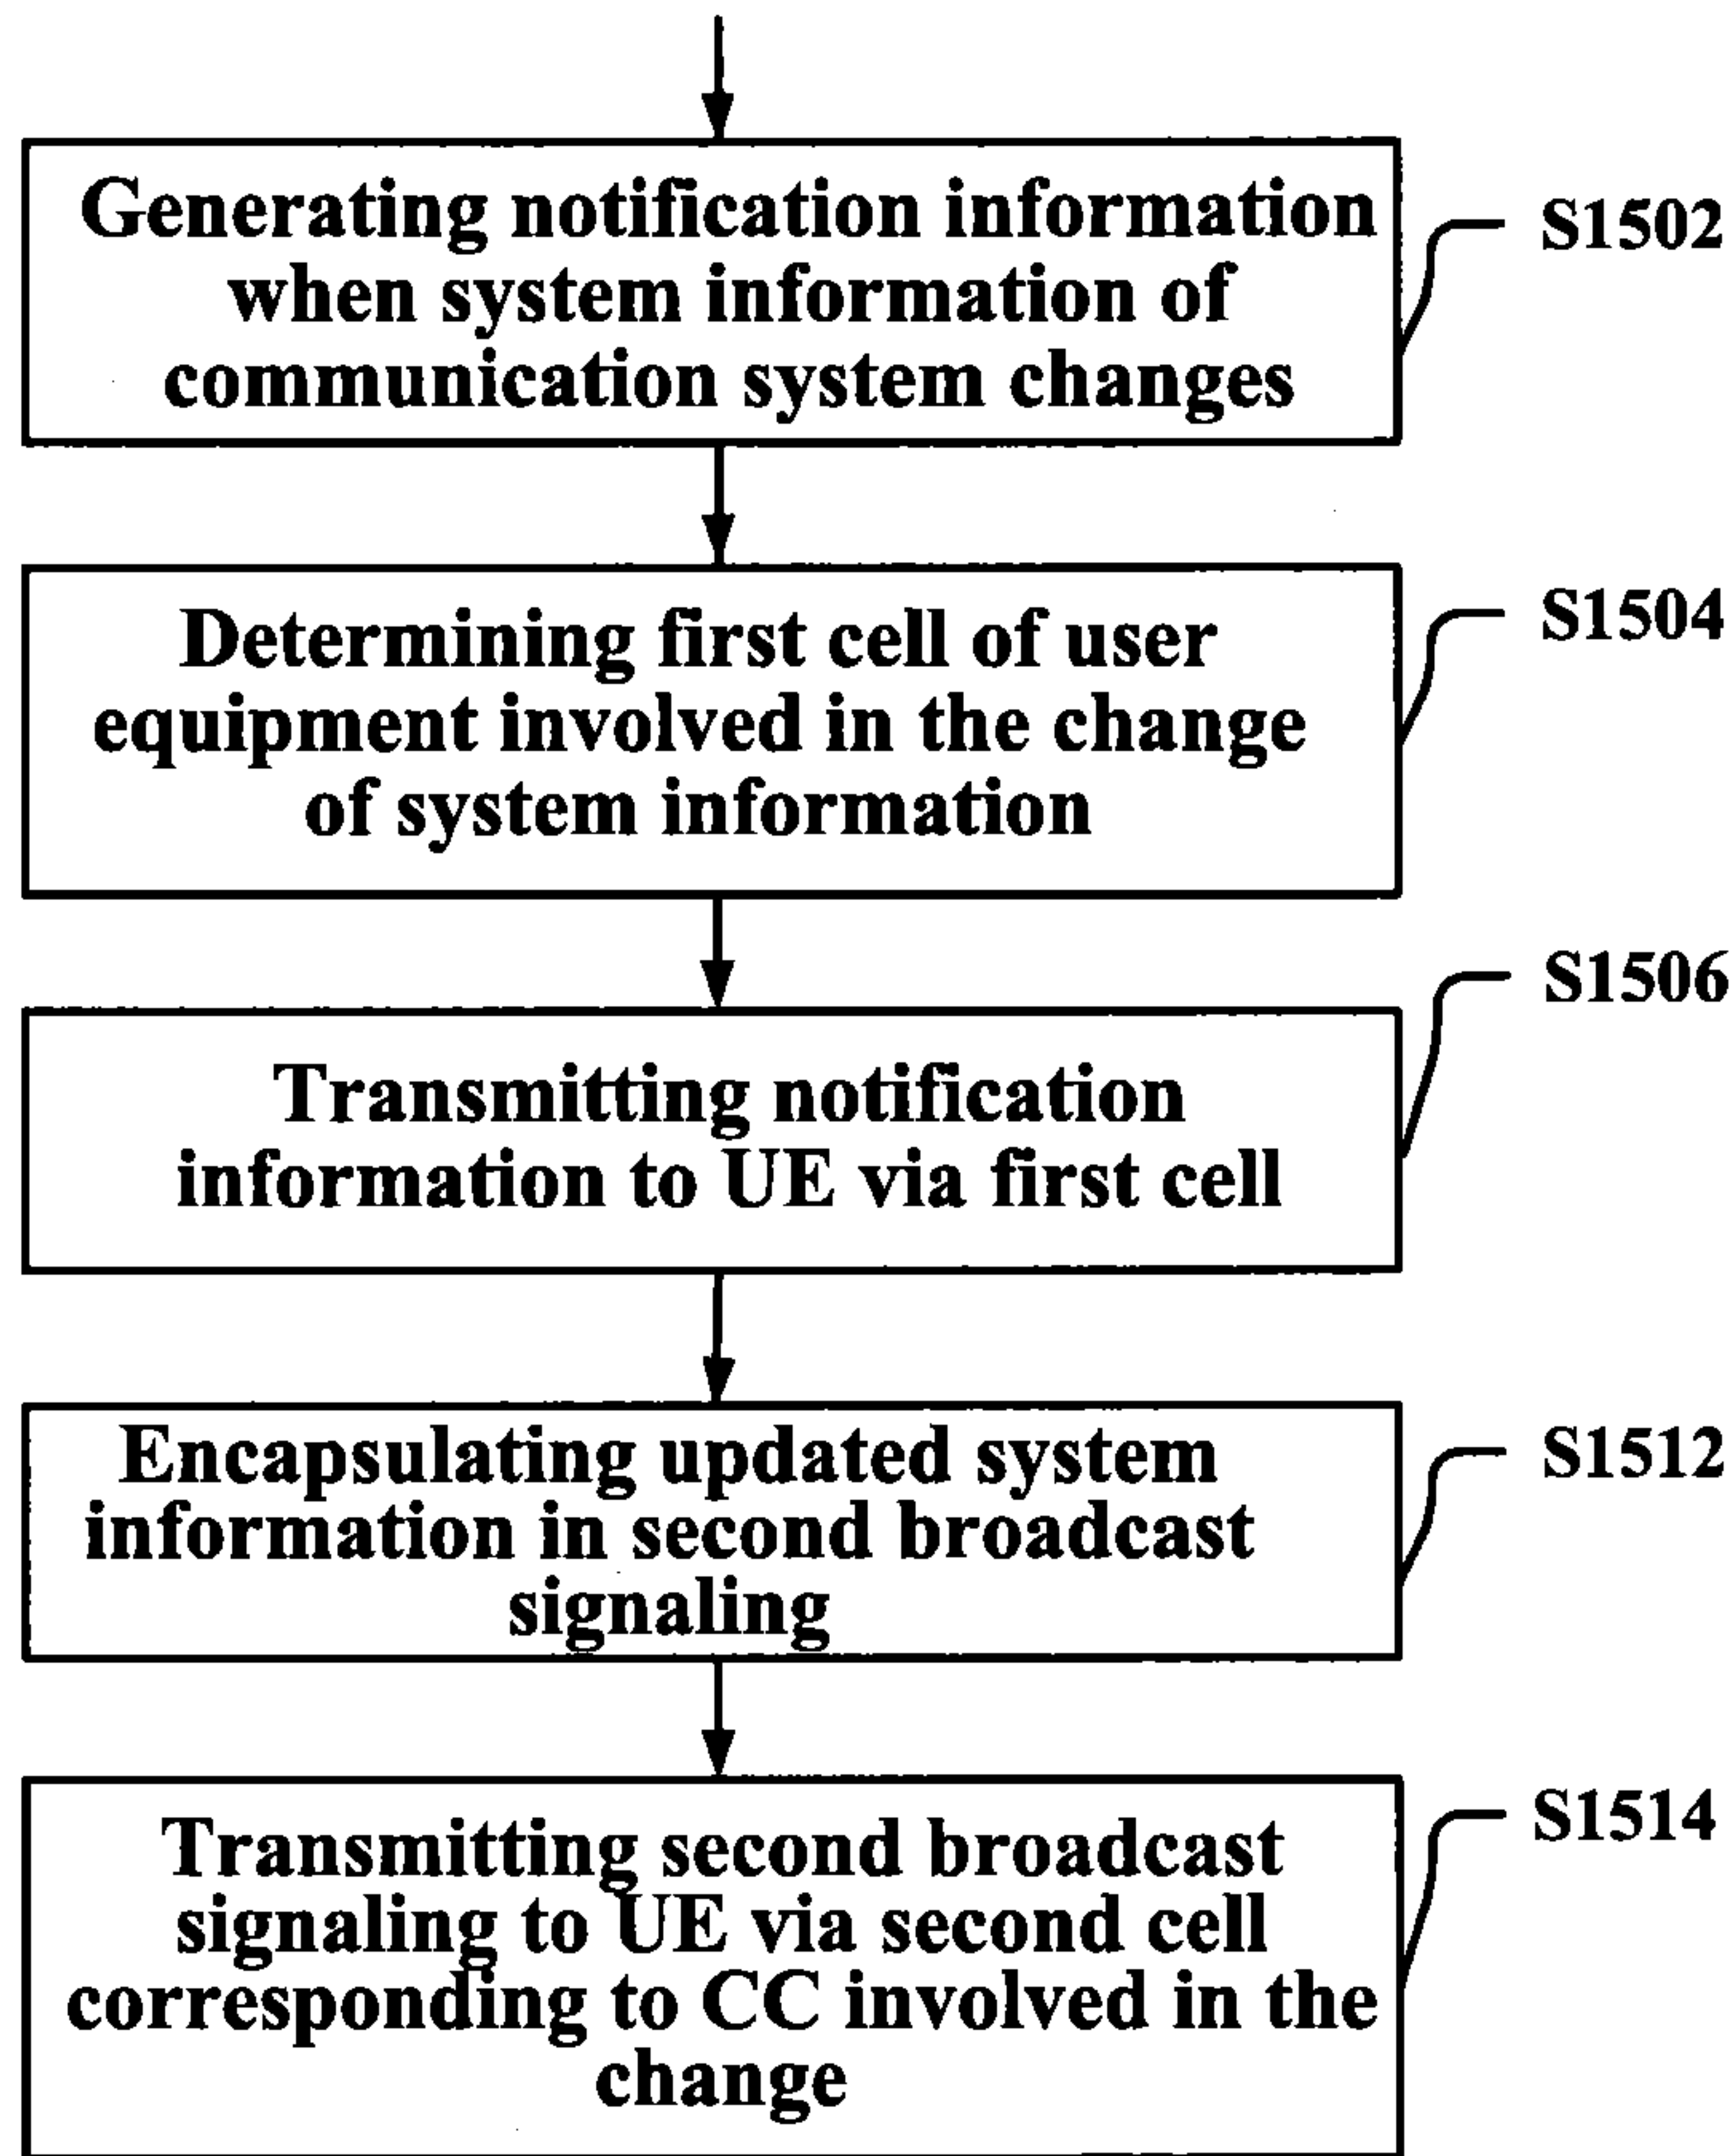 Generating notification information
when system information of
communication system changes
S1502
Determining first cell of user
equipment involved in the change
of system information
S1504
Transmitting notification
information to UE via first cell
S1506
Encapsulating updated system
information in second broadcast
signaling
S1512
Transmitting second broadcast
signaling to UE via second cell
corresponding to CC involved in the
change
S1514